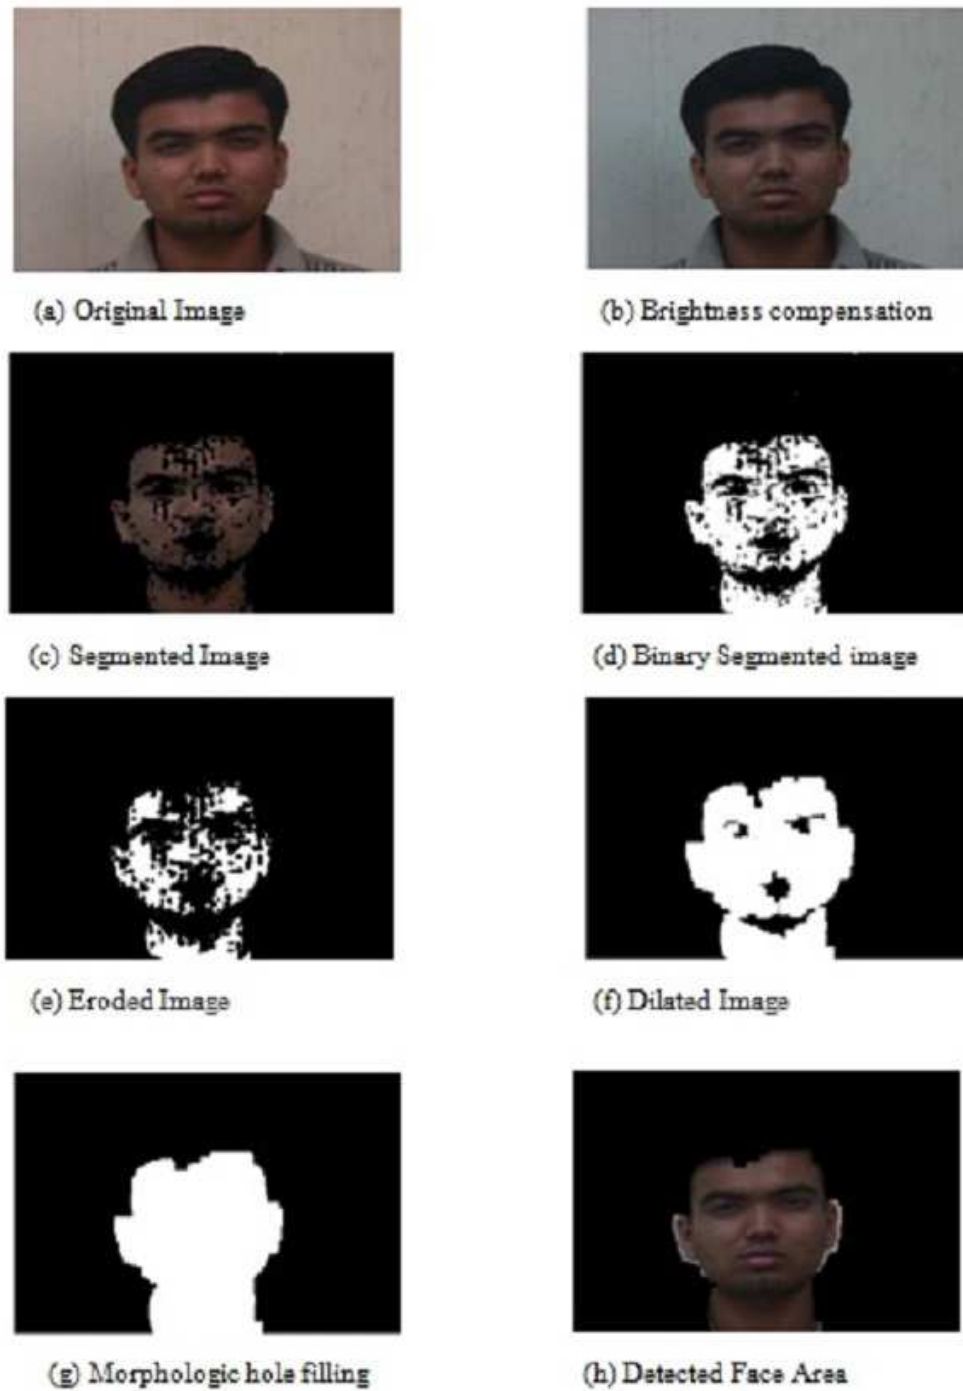 (a) Original Image
(b) Brightness compensation
(c) Segmented Image
(d) Binary Segmented image
(e) Eroded Image
(f) Dilated Image
(g) Morphologic hole filling
(h) Detected Face Area